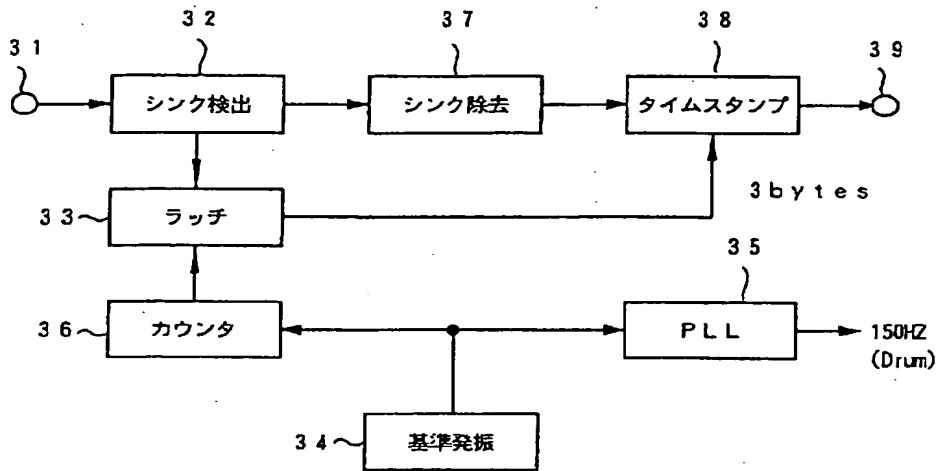 ３２
３７
３８
３１
３９
シンク検出
シンク除去
タイムスタンプ
３bytes
３３
ラッチ
３５
３６
カウンタ
PLL
150HZ
(Drum)
３４
基準発振